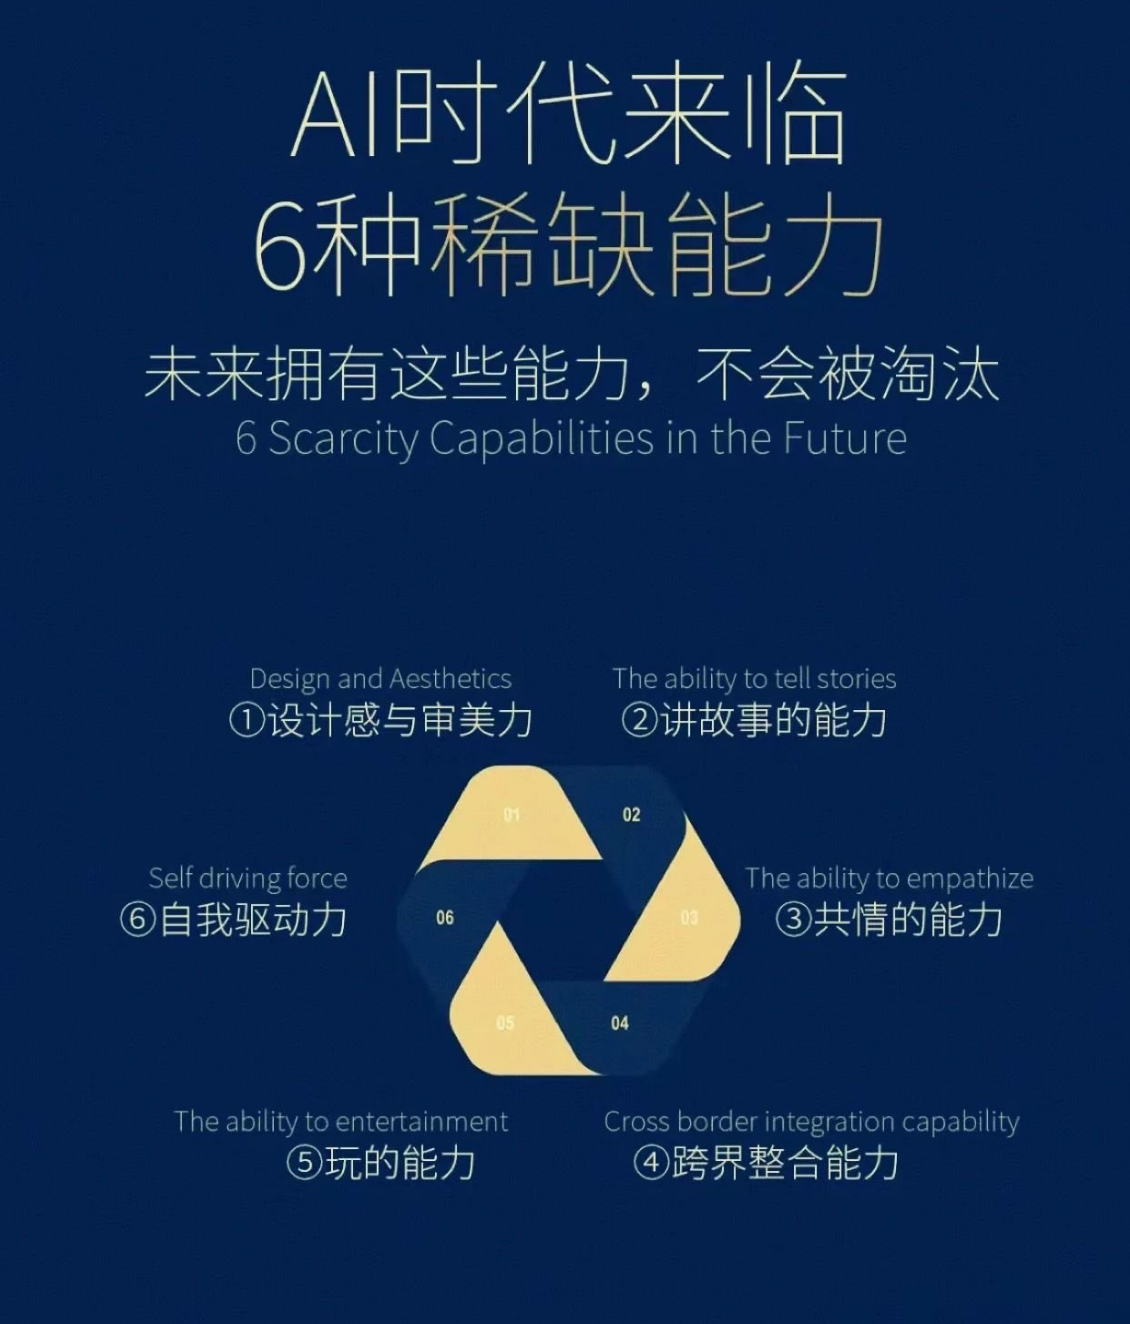 AI时代来临
6种稀缺能力
未来拥有这些能力，不会被淘汰
6 Scarcity Capabilities in the Future
Design and Aesthetics
①设计感与审美力
The ability to tell stories
②讲故事的能力
01
02
Self driving force
⑥自我驱动力
The ability to empathize
③共情的能力
06
03
05
04
The ability to entertainment
⑤玩的能力
Cross border integration capability
④跨界整合能力